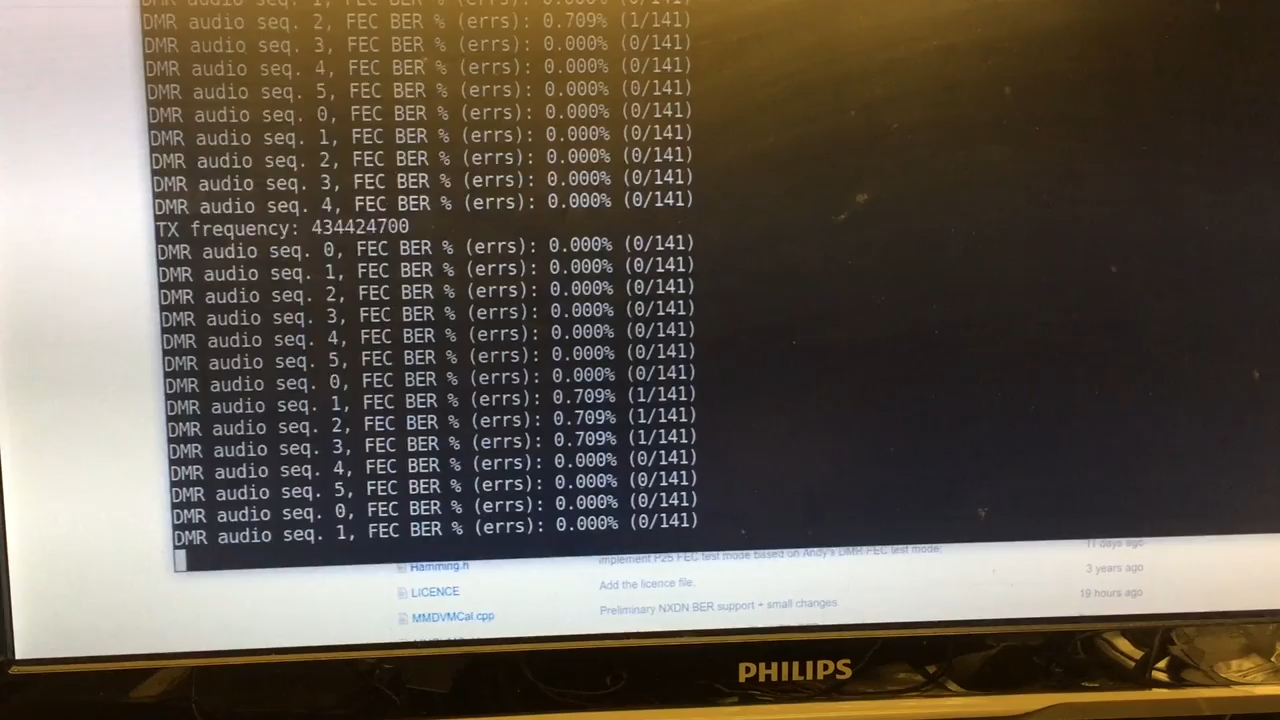 DMR audio seq. 1, FEC BER % (errs): 0.000% (0/141)
DMR audio seq. 2, FEC BER % (errs): 0.709% (1/141)
DMR audio seq. 3, FEC BER % (errs): 0.000% (0/141)
DMR audio seq. 4, FEC BER % (errs): 0.000% (0/141)
DMR audio seq. 5, FEC BER % (errs): 0.000% (0/141)
DMR audio seq. 0, FEC BER % (errs): 0.000% (0/141)
DMR audio seq. 1, FEC BER % (errs): 0.000% (0/141)
DMR audio seq. 2, FEC BER % (errs): 0.000% (0/141)
DMR audio seq. 3, FEC BER % (errs): 0.000% (0/141)
DMR audio seq. 4, FEC BER % (errs): 0.000% (0/141)
TX frequency: 434424700
DMR audio seq. 0, FEC BER % (errs): 0.000% (0/141)
DMR audio seq. 1, FEC BER % (errs): 0.000% (0/141)
DMR audio seq. 2, FEC BER % (errs): 0.000% (0/141)
DMR audio seq. 3, FEC BER % (errs): 0.000% (0/141)
DMR audio seq. 4, FEC BER % (errs): 0.000% (0/141)
DMR audio seq. 5, FEC BER % (errs): 0.000% (0/141)
DMR audio seq. 0, FEC BER % (errs): 0.000% (0/141)
DMR audio seq. 1, FEC BER % (errs): 0.709% (1/141)
DMR audio seq. 2, FEC BER % (errs): 0.709% (1/141)
DMR audio seq. 3, FEC BER % (errs): 0.709% (1/141)
DMR audio seq. 4, FEC BER % (errs): 0.000% (0/141)
DMR audio seq. 5, FEC BER % (errs): 0.000% (0/141)
DMR audio seq. 0, FEC BER % (errs): 0.000% (0/141)
DMR audio seq. 1, FEC BER % (errs): 0.000% (0/141)
Hamming.h Implement P25 FEC test mode based on Andy's DMR FEC test mode; 11 days ago
LICENCE Add the licence file. 3 years ago
MMDVMCal.cpp Preliminary NXDN BER support + small changes 19 hours ago
PHILIPS